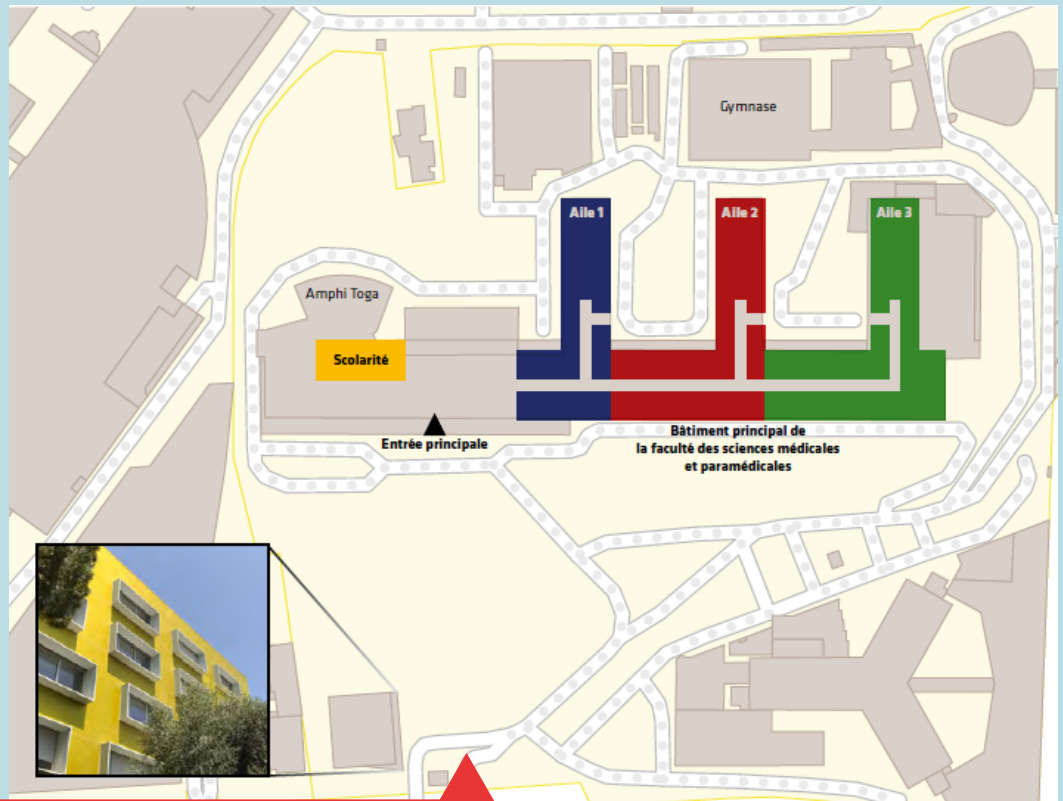 Gymnase
Aile 1
Aile 2
Aile 3
Amphi Toga
Scolarité
Entrée principale
Bâtiment principal de
la faculté des sciences médicales
et paramédicales